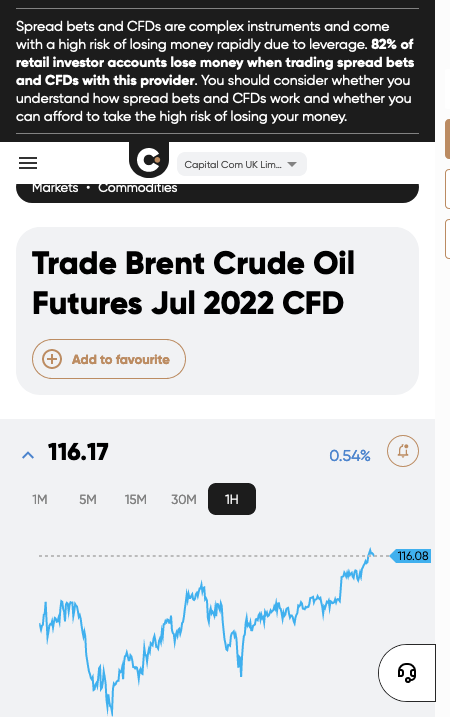 Spread bets and CFDs are complex instruments and come
with a high risk of losing money rapidly due to leverage. 82% of
retail investor accounts lose money when trading spread bets
and CFDs with this provider. You should consider whether you
understand how spread bets and CFDs work and whether you
can afford to take the high risk of losing your money.
Capital Com UK Lim...
Markets • Commodities
Trade Brent Crude Oil
Futures Jul 2022 CFD
Add to favourite
116.17
0.54%
1M 5M 15M 30M 1H
116.08